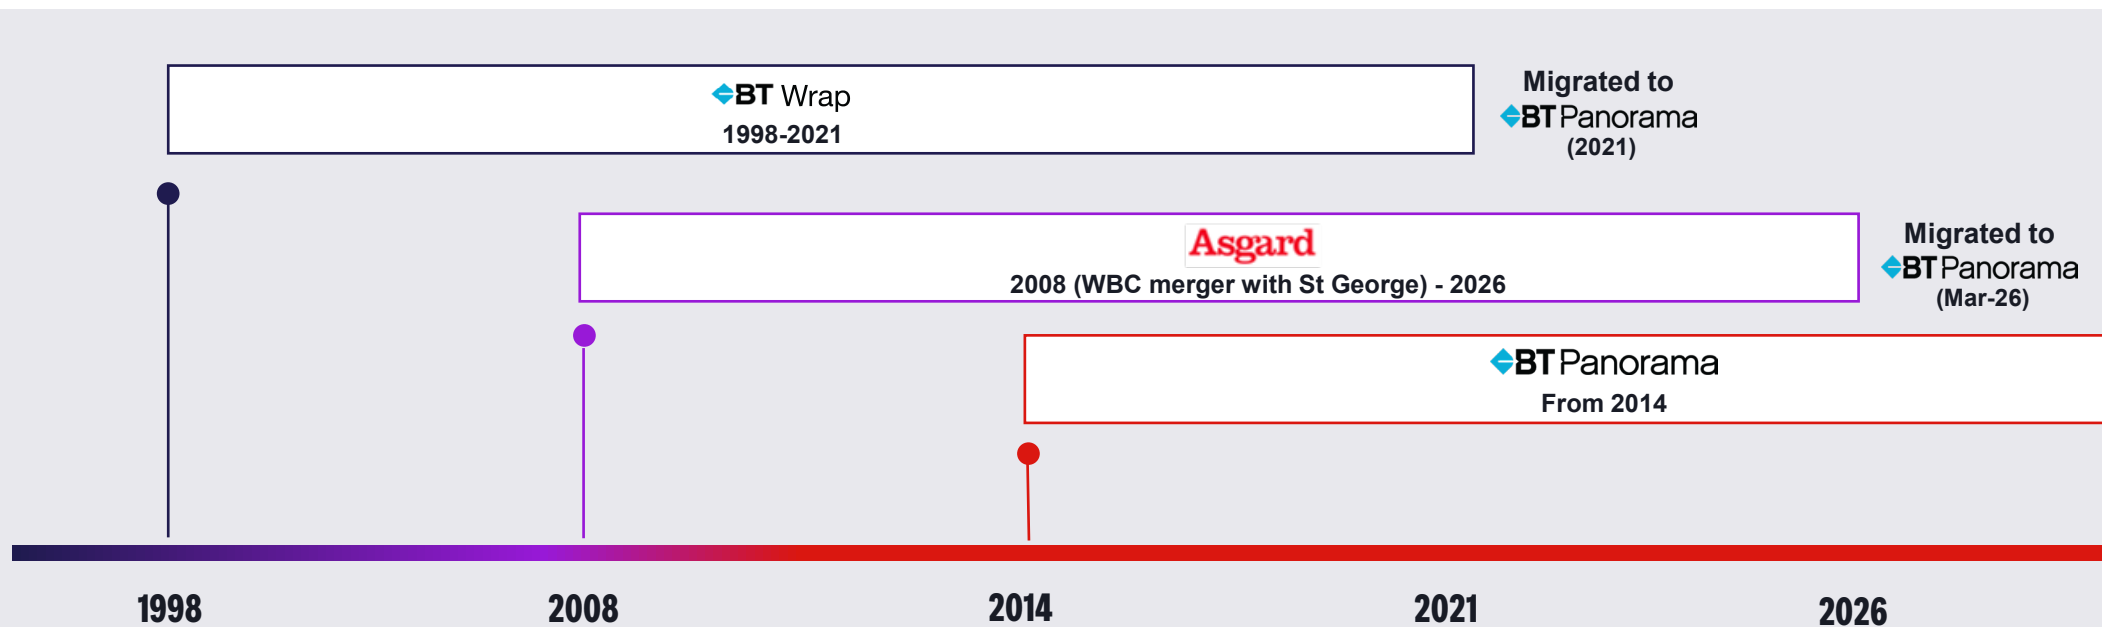 BT Wrap
1998-2021
Migrated to
BT Panorama
(2021)
Asgard
2008 (WBC merger with St George) - 2026
Migrated to
BT Panorama
(Mar-26)
BT Panorama
From 2014
1998
2008
2014
2021
2026